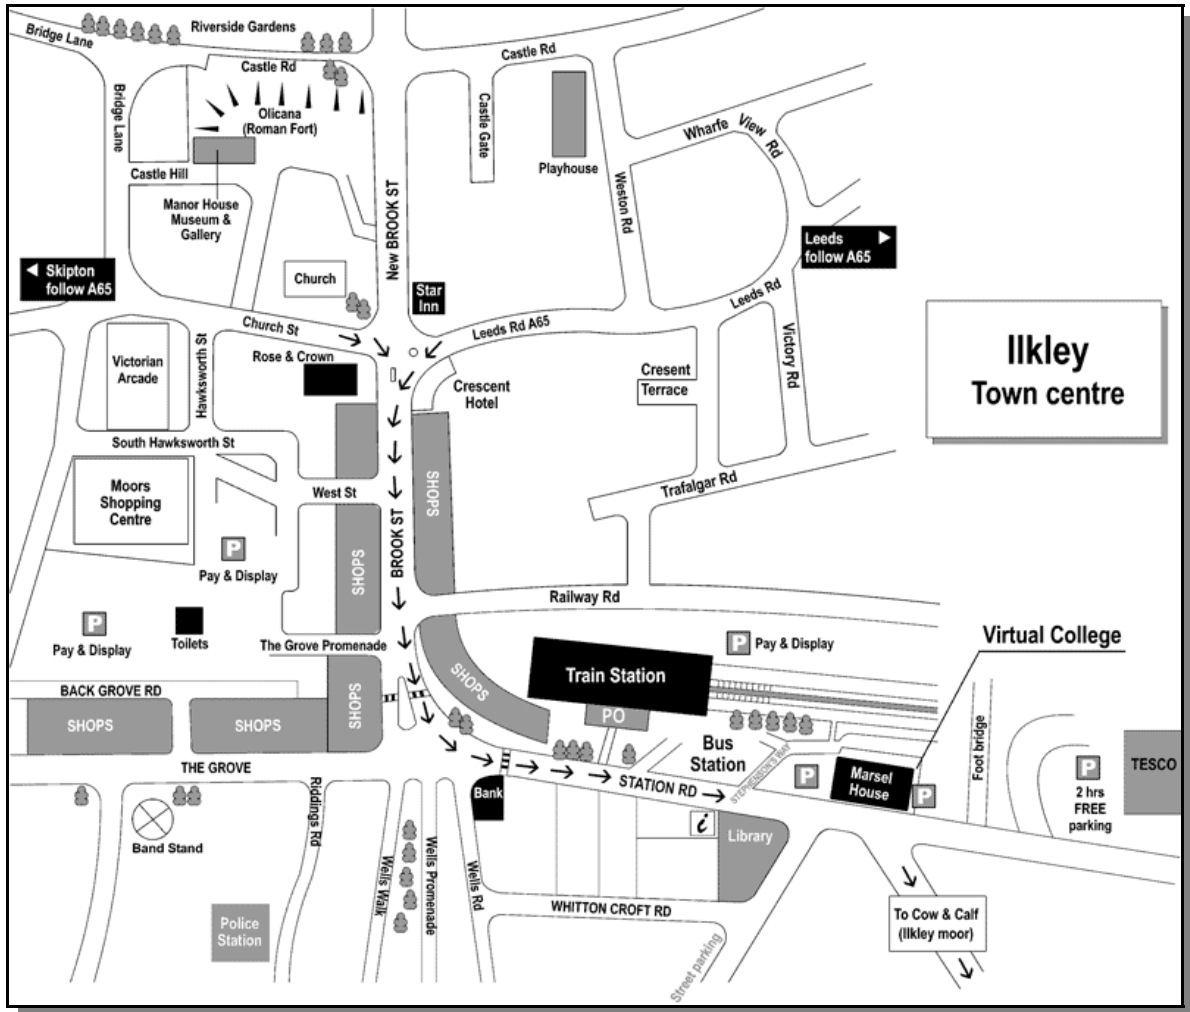 Bridge Lane
Riverside Gardens
Castle Rd
Castle Rd
Bridge Lane
Olicana
(Roman Fort)
Castle Gate
Playhouse
Wharfe View Rd
Castle Hill
Manor House
Museum &
Gallery
New BROOK ST
Weston Rd
Skipton
follow A65
Church
Star
Inn
Leeds
follow A65
Leeds Rd
Church St
Leeds Rd A65
Ilkley
Town centre
Victorian
Arcade
Hawksworth St
Rose & Crown
Crescent
Hotel
Cresent
Terrace
Victory Rd
South Hawksworth St
Moors
Shopping
Centre
West St
SHOPS
Trafalgar Rd
P
Pay & Display
SHOPS
BROOK ST
Railway Rd
P
Pay & Display
Toilets
The Grove Promenade
P
Pay & Display
Virtual College
Train Station
BACK GROVE RD
SHOPS
SHOPS
SHOPS
SHOPS
PO
Bus
Station
STEPHENSON'S WAY
Foot bridge
THE GROVE
STATION RD
P
Marsel
House
P
P
2 hrs
FREE
parking
TESCO
Bank
Riddings Rd
Band Stand
i
Library
Wells Walk
Wells Promenade
Wells Rd
WHITTON CROFT RD
Police
Station
To Cow & Calf
(Ilkley moor)
Street parking